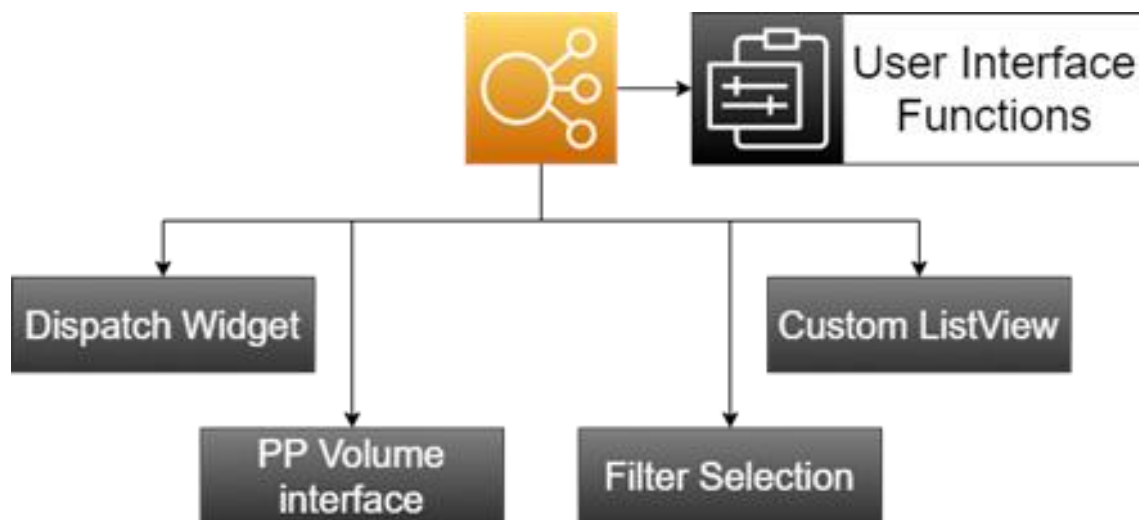 User Interface
Functions
Dispatch Widget
Custom ListView
PP Volume
interface
Filter Selection